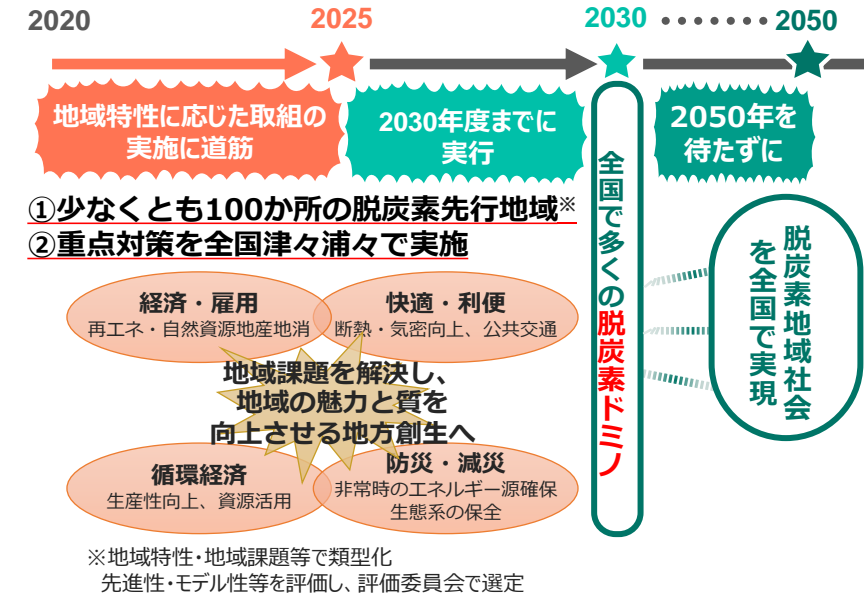 2020
2025
2030
2050
地域特性に応じた取組の
実施に道筋
2030年度までに
実行
2050年を
待たずに
①少なくとも100か所の脱炭素先行地域※
②重点対策を全国津々浦々で実施
経済・雇用
再エネ・自然資源地産地消
快適・利便
断熱・気密向上、公共交通
地域課題を解決し、
地域の魅力と質を
向上させる地方創生へ
循環経済
生産性向上、資源活用
防災・減災
非常時のエネルギー源確保
生態系の保全
全国で多くの脱炭素ドミノ
脱炭素地域社会
を全国で実現
※地域特性・地域課題等で類型化
先進性・モデル性等を評価し、評価委員会で選定